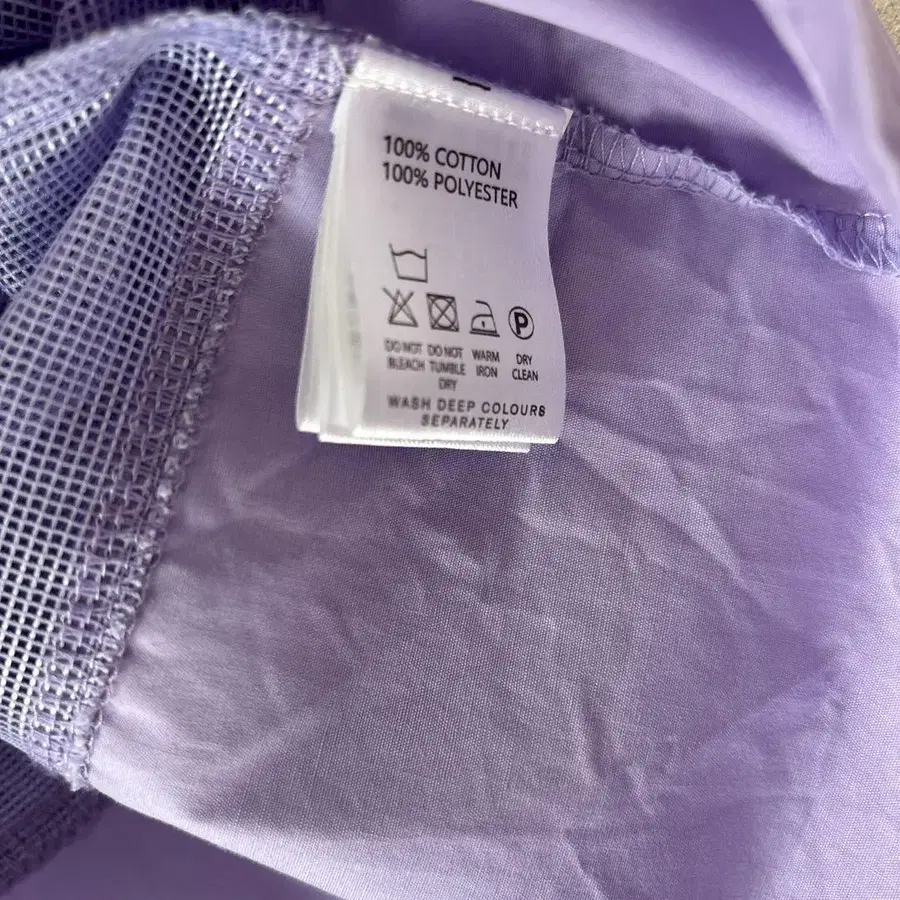 100% COTTON
100% POLYESTER
P
DO NOT DO NOT WARM DRY
BLEACH TUMBLE IRON CLEAN
DRY
WASH DEEP COLOURS
SEPARATELY